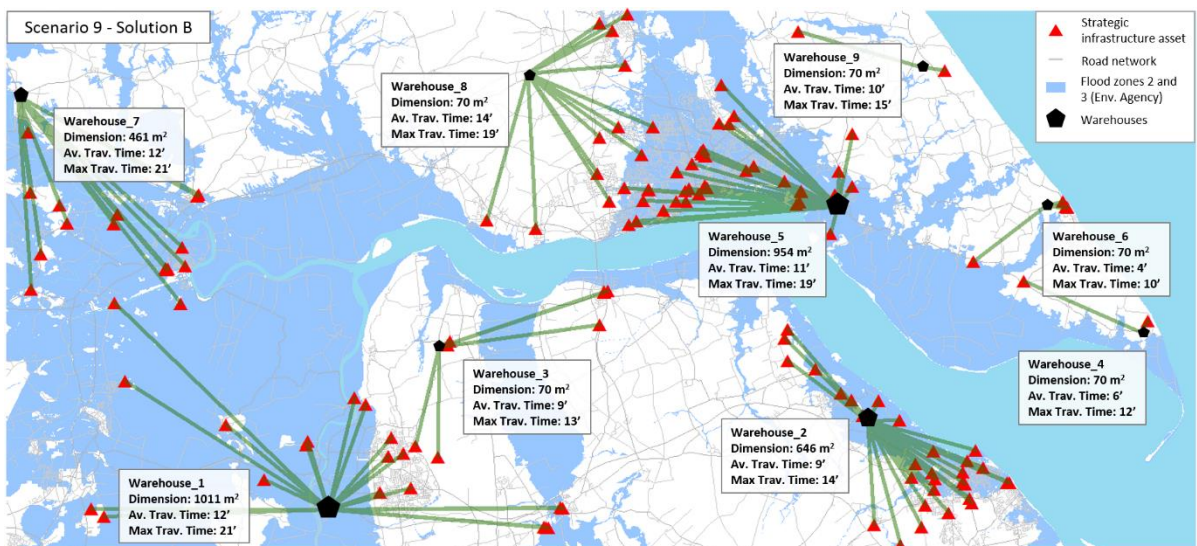 Scenario 9 - Solution B
Strategic
infrastructure asset
Road network
Flood zones 2 and
3 (Env. Agency)
Warehouses
Warehouse_9
Dimension: 70 m²
Av. Trav. Time: 10'
Max Trav. Time: 15'
Warehouse_8
Dimension: 70 m²
Av. Trav. Time: 14'
Max Trav. Time: 19'
Warehouse_7
Dimension: 461 m²
Av. Trav. Time: 12'
Max Trav. Time: 21'
Warehouse_5
Dimension: 954 m²
Av. Trav. Time: 11'
Max Trav. Time: 19'
Warehouse_6
Dimension: 70 m²
Av. Trav. Time: 4'
Max Trav. Time: 10'
Warehouse_3
Dimension: 70 m²
Av. Trav. Time: 9'
Max Trav. Time: 13'
Warehouse_4
Dimension: 70 m²
Av. Trav. Time: 6'
Max Trav. Time: 12'
Warehouse_2
Dimension: 646 m²
Av. Trav. Time: 9'
Max Trav. Time: 14'
Warehouse_1
Dimension: 1011 m²
Av. Trav. Time: 12'
Max Trav. Time: 21'